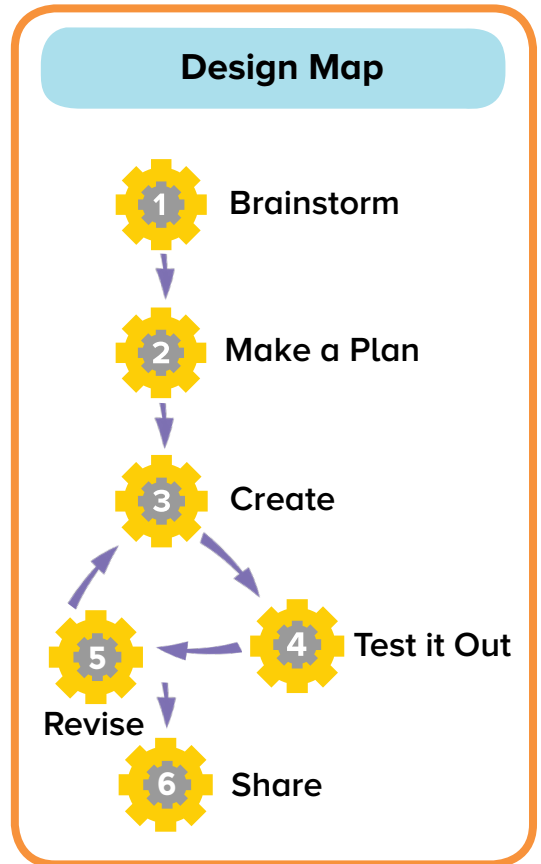 Design Map
1 Brainstorm
2 Make a Plan
3 Create
4 Test it Out
5
Revise
6 Share